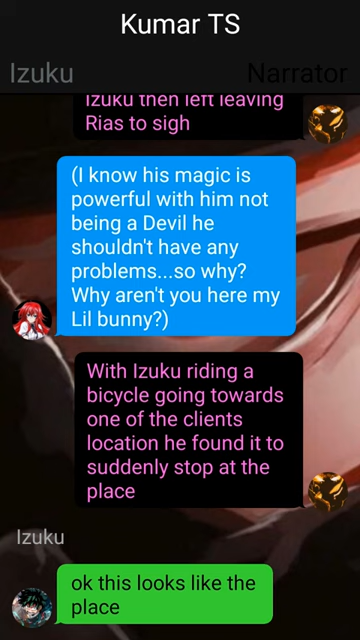 Kumar TS
Izuku
Narrator
Izuku then left leaving
Rias to sigh
(I know his magic is
powerful with him not
being a Devil he
shouldn't have any
problems...so why?
Why aren't you here my
Lil bunny?)
With Izuku riding a
bicycle going towards
one of the clients
location he found it to
suddenly stop at the
place
Izuku
ok this looks like the
place